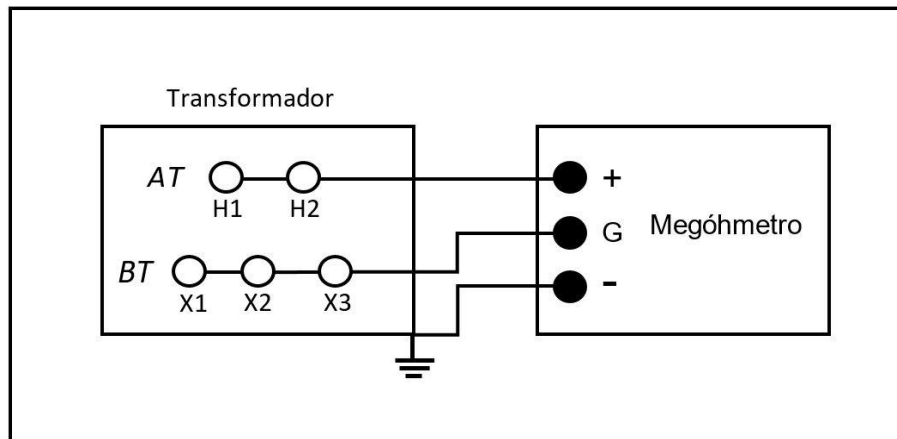 Transformador
AT
H1 H2
+
G Megóhmetro
BT
-
X1 X2 X3